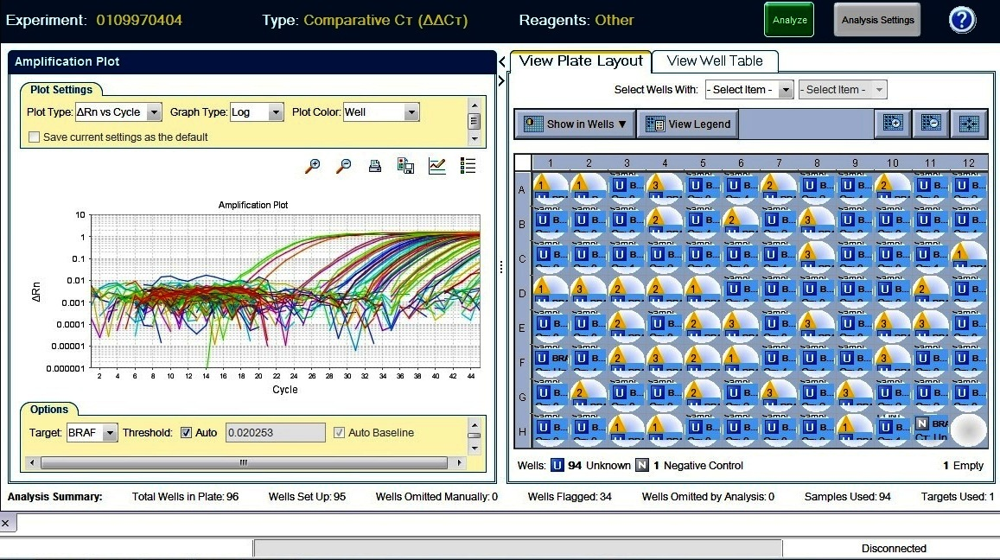 Experiment: 0109970404 Type: Comparative Cт (ΔΔCт) Reagents: Other Analyze Analysis Settings ?
Amplification Plot
Plot Settings
Plot Type: ΔRn vs Cycle Graph Type: Log Plot Color: Well
Save current settings as the default
Amplification Plot
10
1
0.1
0.01
0.001
0.0001
0.00001
0.000001
ΔRn
2 4 6 8 10 12 14 16 18 20 22 24 26 28 30 32 34 36 38 40 42 44
Cycle
Options
Target: BRAF Threshold: Auto 0.020253 Auto Baseline
View Plate Layout View Well Table
Select Wells With: - Select Item - - Select Item -
Show in Wells ▼ View Legend
1 2 3 4 5 6 7 8 9 10 11 12
A 1 1 U B... 3 U B... U B... 2 U B... U B... 2 U B... U B...
B U B... U B... U B... 2 U B... 2 U B... 3 U B... U B... U B... U B...
C U B... U B... U B... U B... U B... U B... U B... 3 U B... U B... U B... 1
D 1 3 2 2 1 U B... U B... U B... U B... U B... 2 U B...
E U B... U B... 2 U B... 2 3 U B... 3 U B... 3 3 U B...
F U BRA U B... 2 3 2 1 U B... U B... U B... 3 U B... U B...
G U B... 2 U B... U B... 2 U B... 3 U B... 3 U B... U B... U B...
H U B... U B... 1 1 U B... U B... U B... U B... 1 U B... N BRA
Wells: U 94 Unknown N 1 Negative Control 1 Empty
Analysis Summary: Total Wells in Plate: 96 Wells Set Up: 95 Wells Omitted Manually: 0 Wells Flagged: 34 Wells Omitted by Analysis: 0 Samples Used: 94 Targets Used: 1
Disconnected